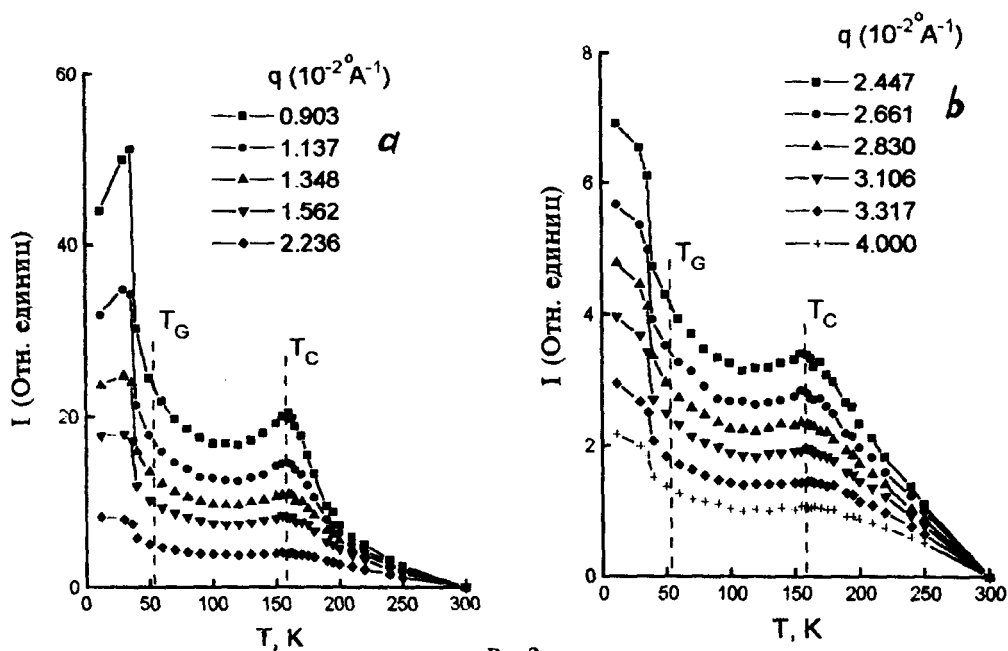 q (10⁻² °A⁻¹)
0.903
1.137
1.348
1.562
2.236
a
T_G
T_C
60
40
20
0
I (Отн. единиц)
0 50 100 150 200 250 300
T, K
q (10⁻² °A⁻¹)
2.447
2.661
2.830
3.106
3.317
4.000
b
T_G
T_C
8
6
4
2
0
I (Отн. единиц)
0 50 100 150 200 250 300
T, K